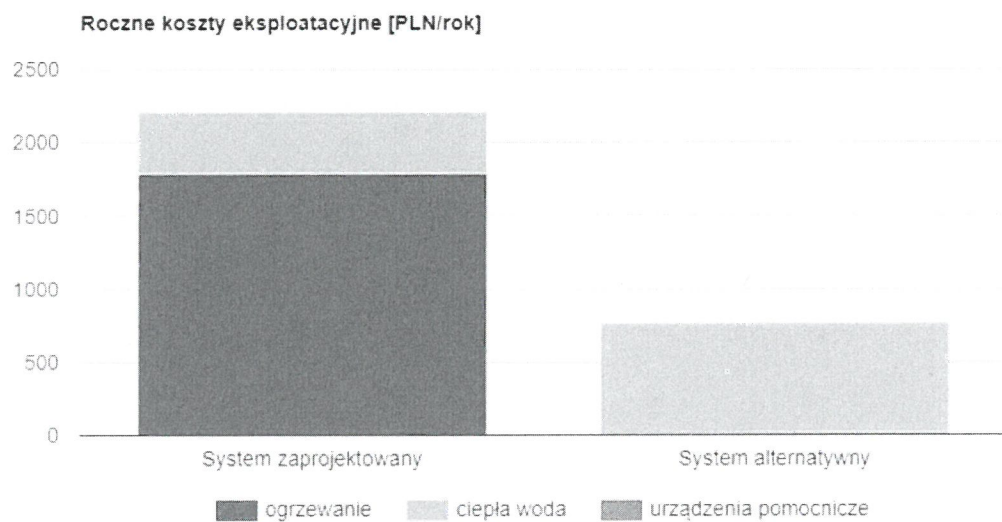 Roczne koszty eksploatacyjne [PLN/rok]
2500
2000
1500
1000
500
0
System zaprojektowany
System alternatywny
ogrzewanie
ciepła woda
urządzenia pomocnicze